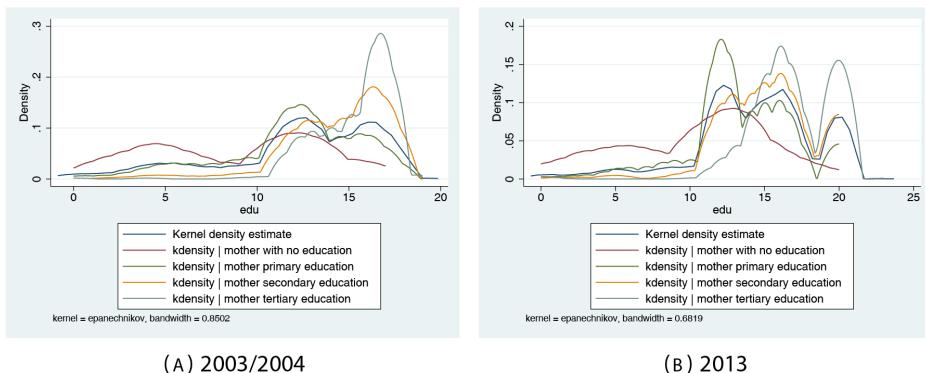 .3
.2
.1
0
Density
0 5 10 15 20
edu
Kernel density estimate
kdensity | mother with no education
kdensity | mother primary education
kdensity | mother secondary education
kdensity | mother tertiary education
kernel = epanechnikov, bandwidth = 0.8502
(A) 2003/2004
.2
.15
.1
.05
0
Density
0 5 10 15 20 25
edu
Kernel density estimate
kdensity | mother with no education
kdensity | mother primary education
kdensity | mother secondary education
kdensity | mother tertiary education
kernel = epanechnikov, bandwidth = 0.6819
(B) 2013